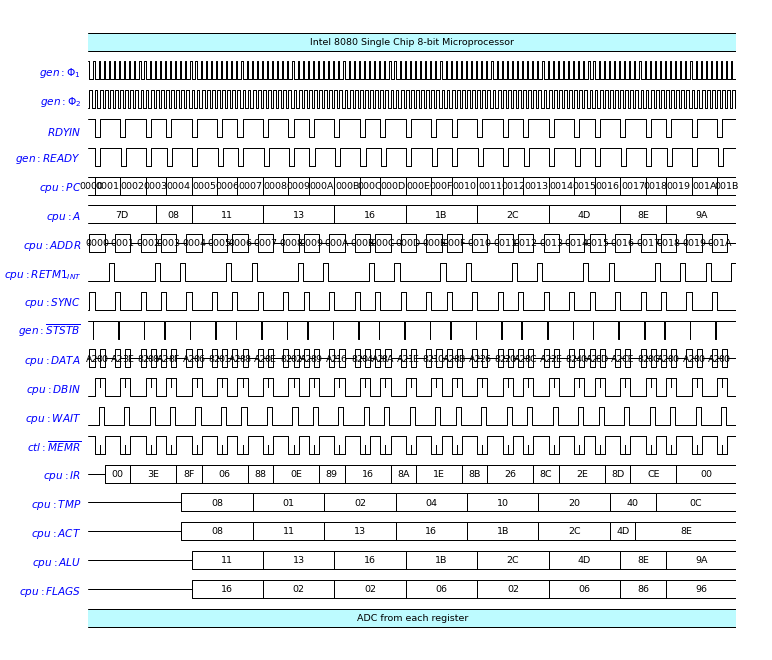 Intel 8080 Single Chip 8-bit Microprocessor
gen : Φ1
gen : Φ2
RDYIN
gen : READY
cpu : PC 0000 0001 0002 0003 0004 0005 0006 0007 0008 0009 000A 000B 000C 000D 000E 000F 0010 0011 0012 0013 0014 0015 0016 0017 0018 0019 001A 001B
cpu : A 7D 08 11 13 16 1B 2C 4D 8E 9A
cpu : ADDR 0000 0001 0002 0003 0004 0005 0006 0007 0008 0009 000A 000B 000C 000D 000E 000F 0010 0011 0012 0013 0014 0015 0016 0017 0018 0019 001A
cpu : RETM1INT
cpu : SYNC
gen : STSTB
cpu : DATA
cpu : DBIN
cpu : WAIT
ctl : MEMR
cpu : IR 00 3E 8F 06 88 0E 89 16 8A 1E 8B 26 8C 2E 8D CE 00
cpu : TMP 08 01 02 04 10 20 40 0C
cpu : ACT 08 11 13 16 1B 2C 4D 8E
cpu : ALU 11 13 16 1B 2C 4D 8E 9A
cpu : FLAGS 16 02 02 06 02 06 86 96
ADC from each register